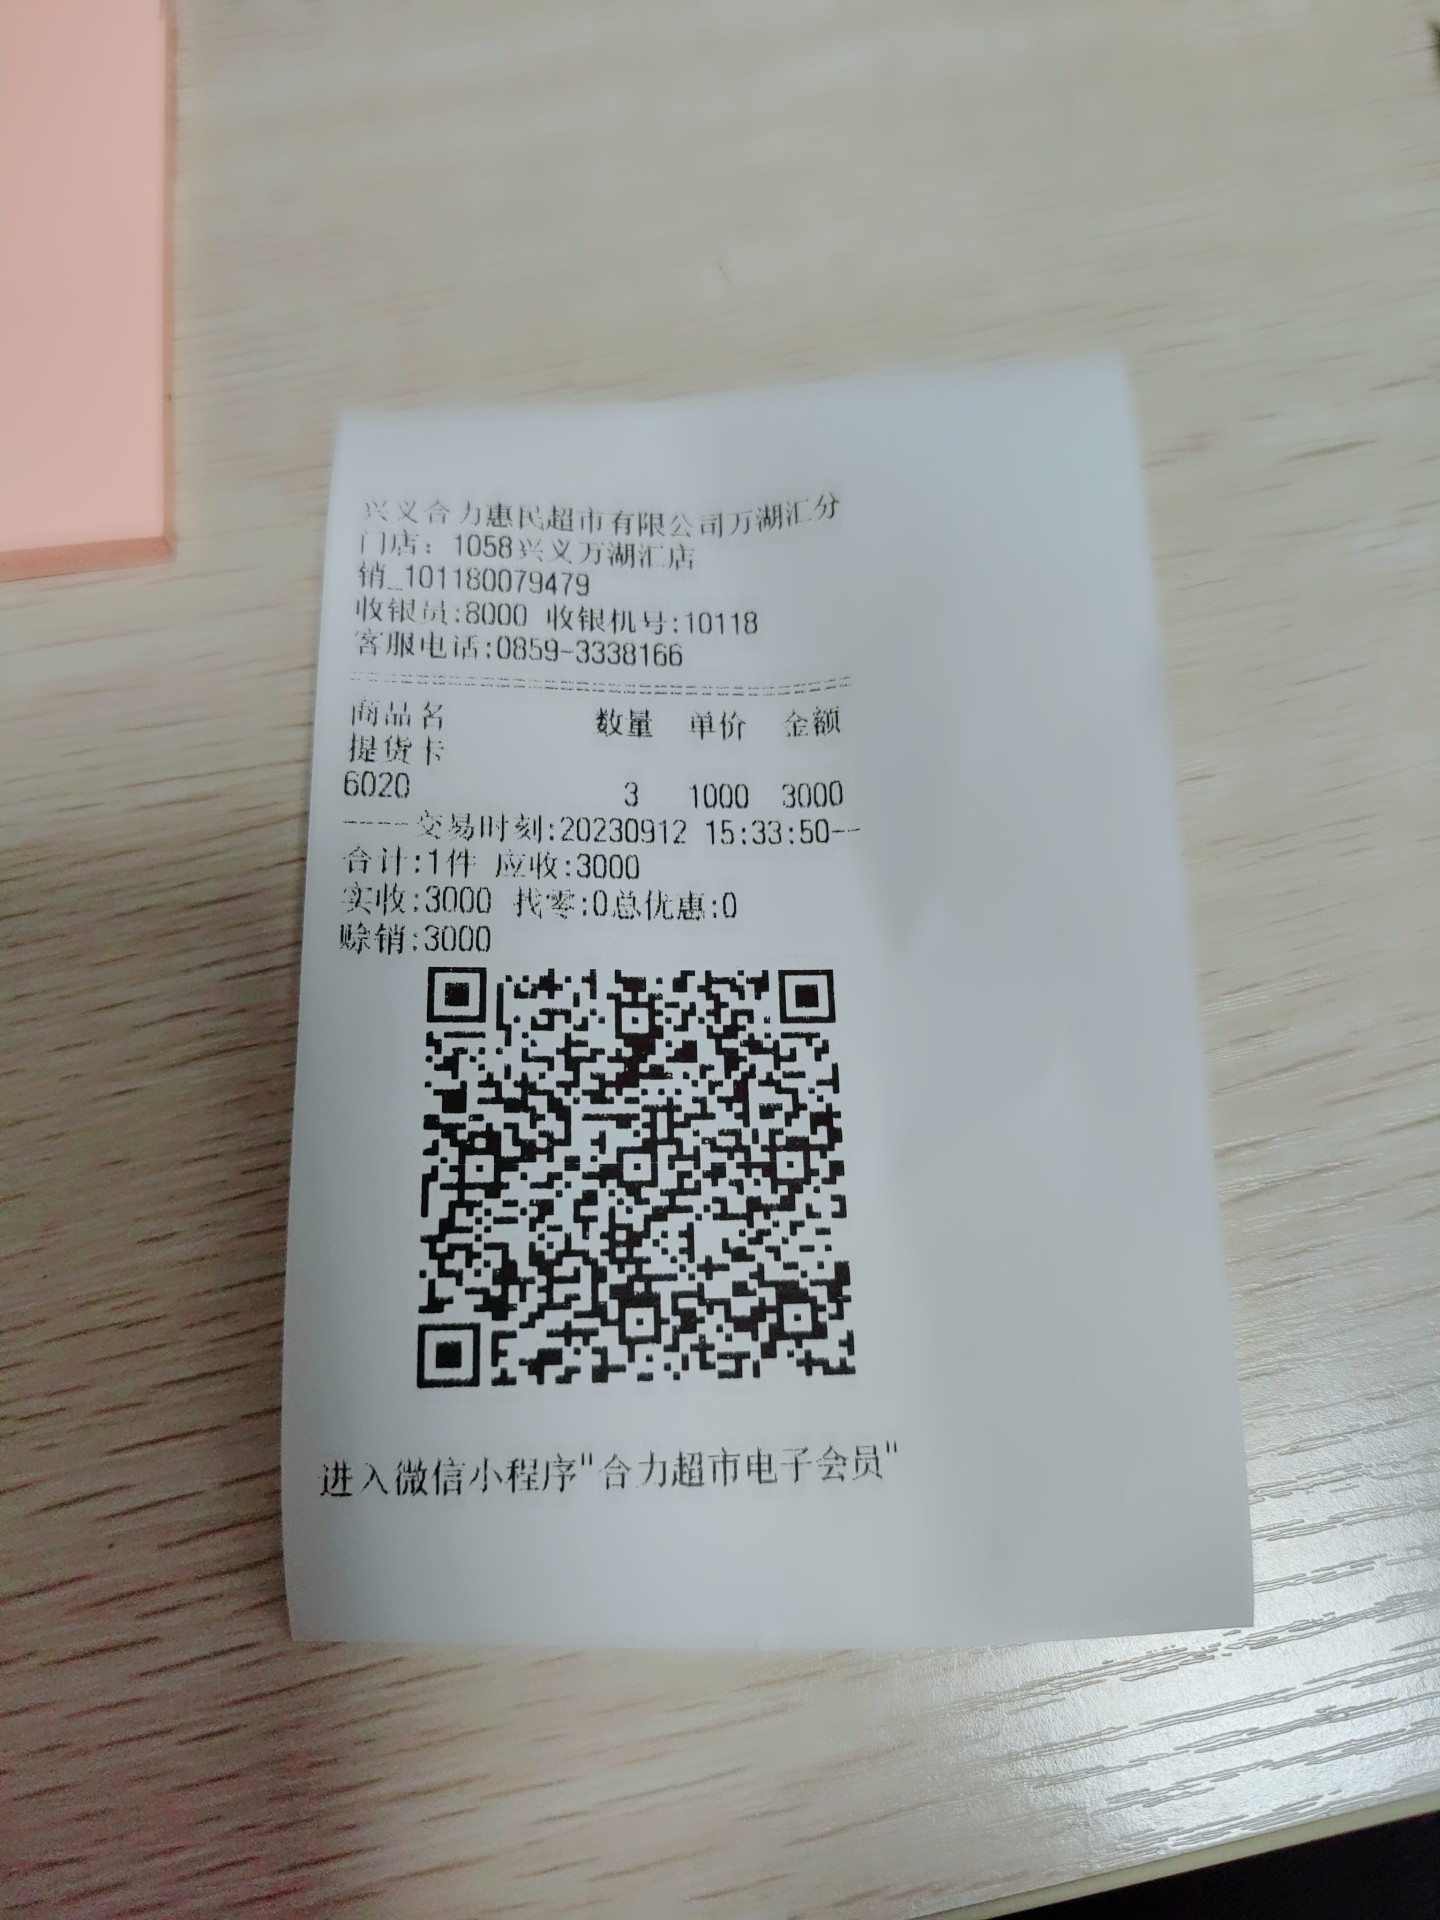 兴义合力惠民超市有限公司万湖汇分
门店：1058兴义万湖汇店
销_101180079479
收银员:8000 收银机号:10118
客服电话:0859-3338166
商品名 数量 单价 金额
提货卡
6020 3 1000 3000
----交易时刻:20230912 15:33:50--
合计:1件 应收:3000
实收:3000 找零:0总优惠:0
赊销:3000
进入微信小程序"合力超市电子会员"